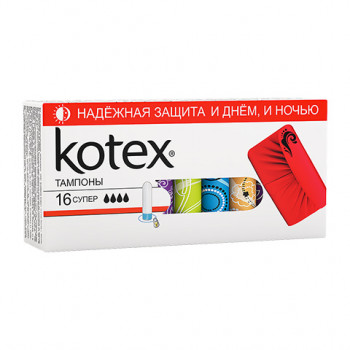 НАДЁЖНАЯ ЗАЩИТА И ДНЁМ, И НОЧЬЮ
kotex®
ТАМПОНЫ
16 СУПЕР